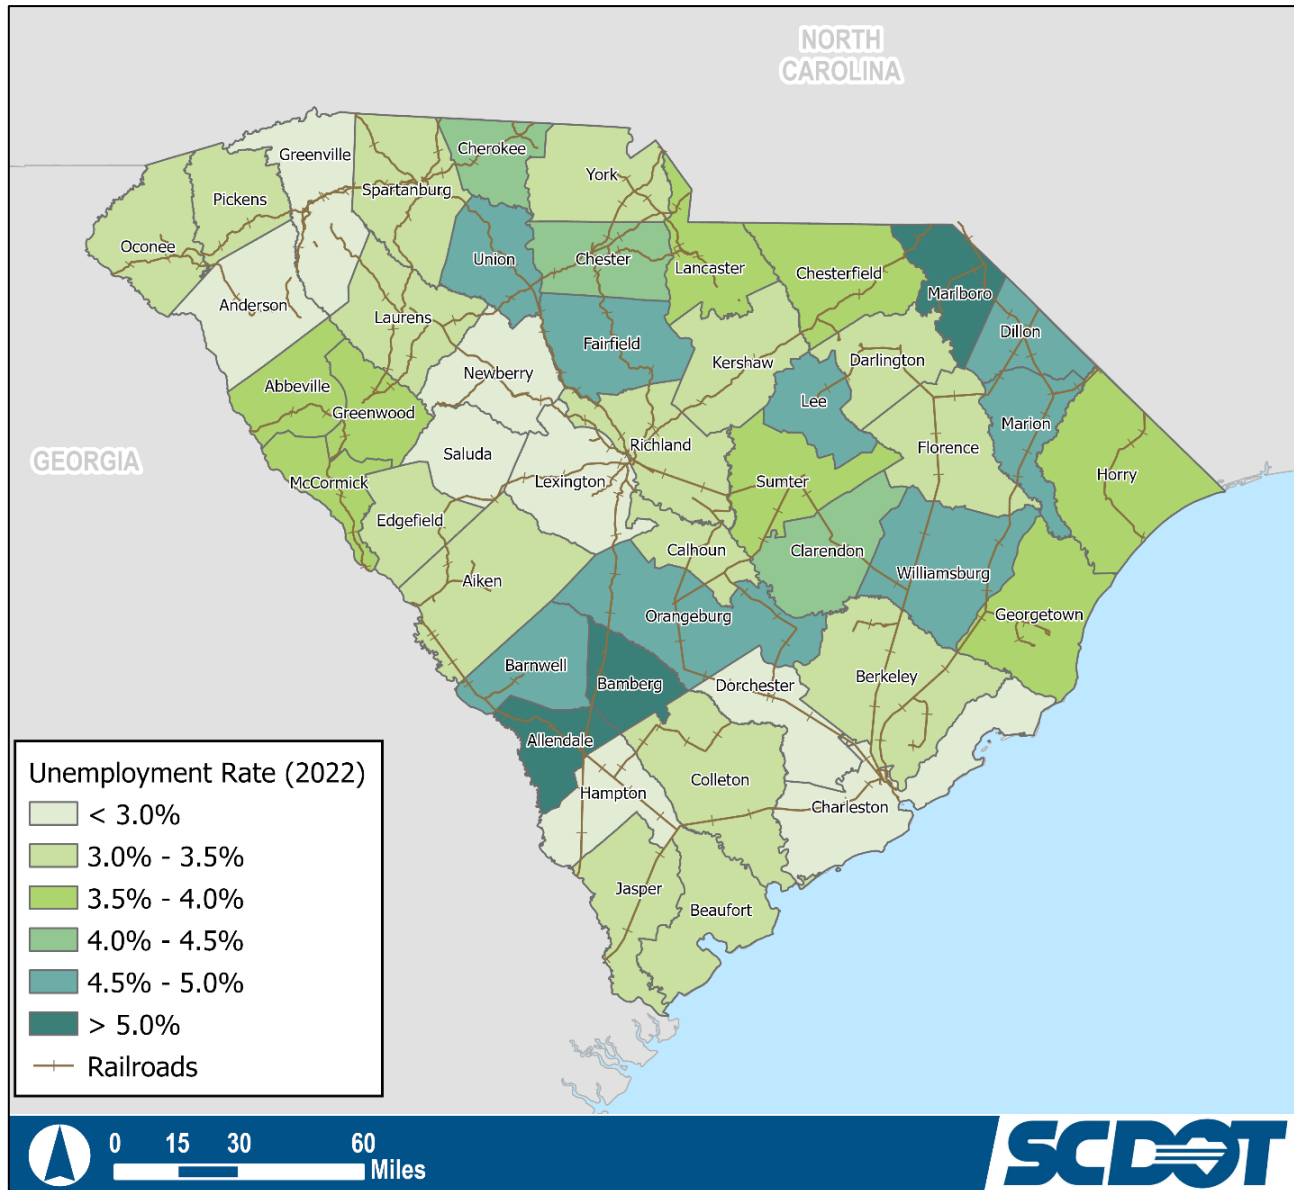 NORTH
CAROLINA
Greenville
Cherokee
York
Spartanburg
Pickens
Oconee
Union
Chester
Lancaster
Chesterfield
Marlboro
Anderson
Laurens
Fairfield
Dillon
Kershaw
Darlington
Newberry
Abbeville
Greenwood
Lee
Marion
Richland
Florence
Saluda
GEORGIA
Lexington
Sumter
Horry
McCormick
Edgefield
Calhoun
Clarendon
Aiken
Williamsburg
Orangeburg
Georgetown
Barnwell
Bamberg
Dorchester
Berkeley
Allendale
Colleton
Hampton
Charleston
Jasper
Beaufort
Unemployment Rate (2022)
< 3.0%
3.0% - 3.5%
3.5% - 4.0%
4.0% - 4.5%
4.5% - 5.0%
> 5.0%
Railroads
0 15 30 60
Miles
SCDOT